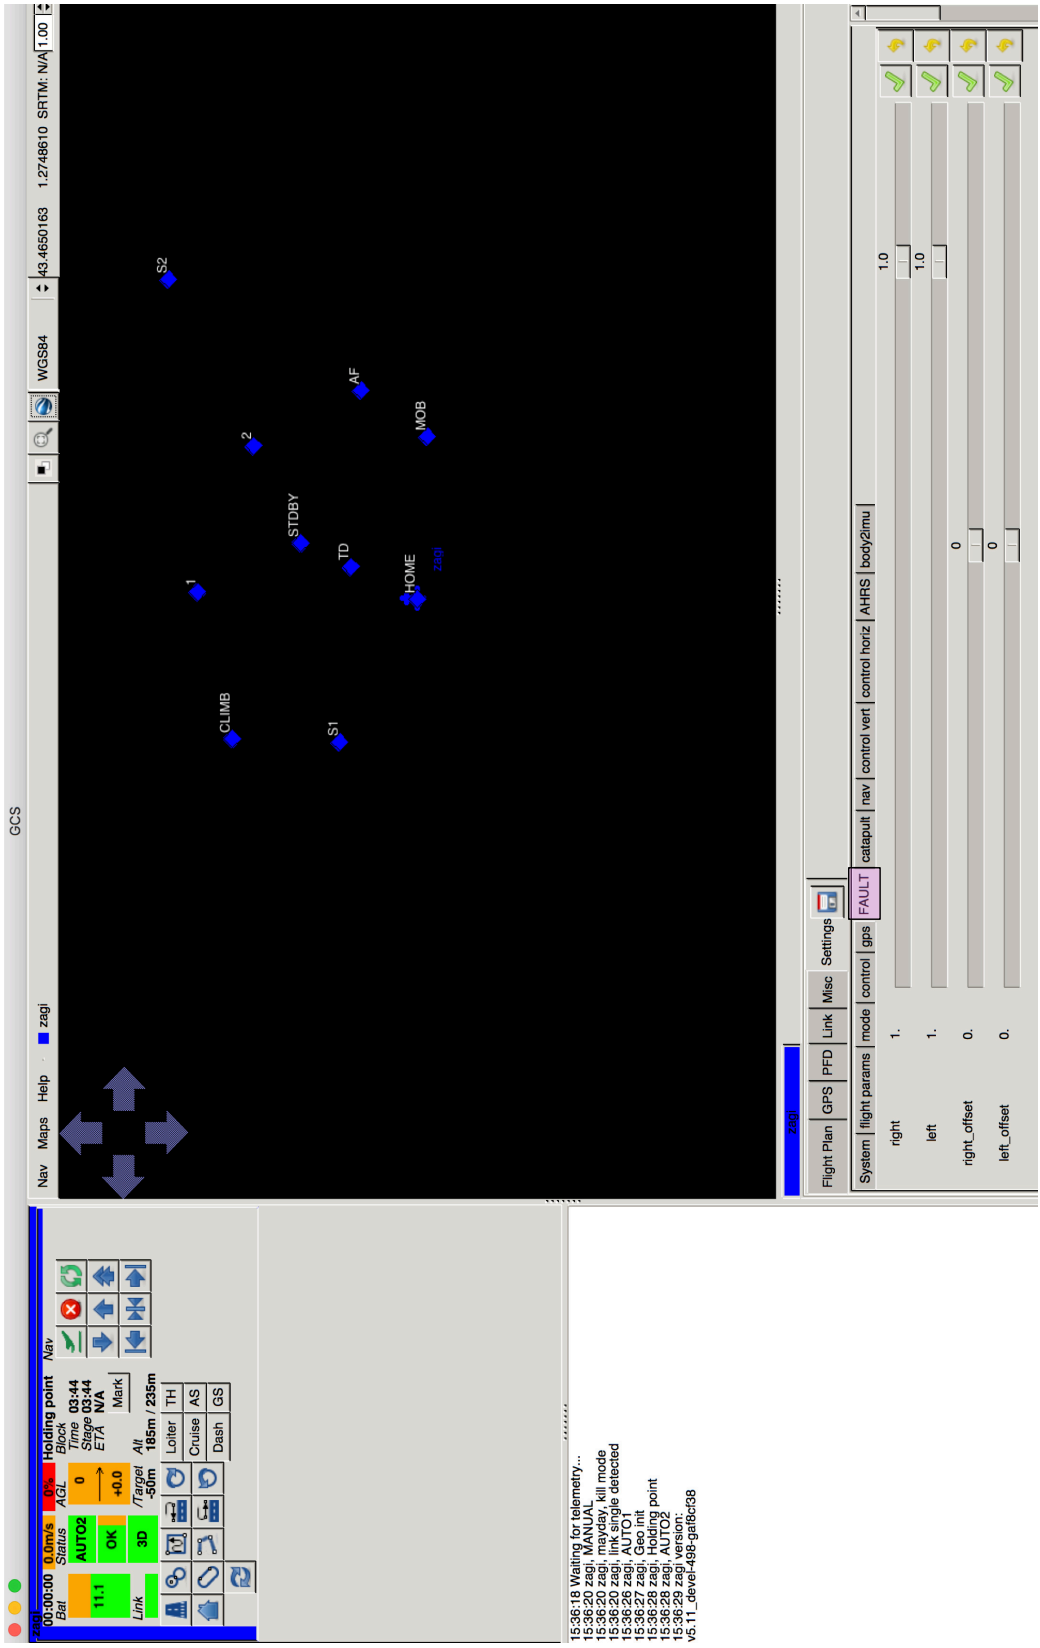 GCS
zagi
00:00:00 0.0m/s 0% Holding point
Bat Status AGL Block Nav
11.1 AUTO2 0 Time 03:44
OK Stage 03:44
+0.0 ETA N/A
Mark
Link 3D /Target Alt
-50m 185m / 235m
Loiter TH
Cruise AS
Dash GS
Nav Maps Help zagi WGS84 43.4650163 1.2748610 SRTM: N/A 1.00
S2
1
CLIMB
2
STDBY
S1
TD
AF
HOME
MOB
zagi
zagi
15:36:18 Waiting for telemetry...
15:36:20 zagi, MANUAL
15:36:20 zagi, mayday, kill mode
15:36:20 zagi, link single detected
15:36:26 zagi, AUTO1
15:36:27 zagi, Geo init
15:36:28 zagi, Holding point
15:36:28 zagi, AUTO2
15:36:29 zagi version:
v5.11_devel-498-gaf8cf38
Flight Plan GPS PFD Link Misc Settings
System flight params mode control gps FAULT catapult nav control vert control horiz AHRS body2imu
right 1. 1.0
left 1. 1.0
right_offset 0. 0
left_offset 0. 0